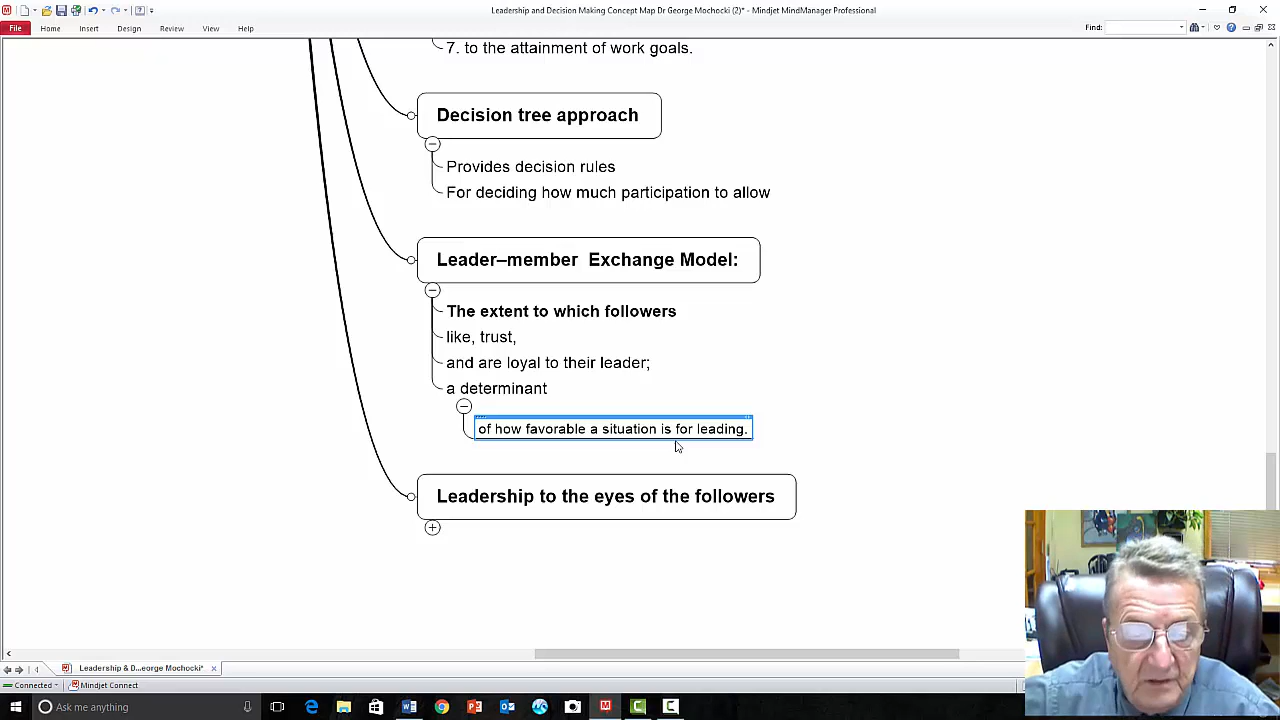 Leadership and Decision Making Concept Map Dr George Mochocki (2)* - Mindjet MindManager Professional
File Home Insert Design Review View Find:
7. to the attainment of work goals.
Decision tree approach
Provides decision rules
For deciding how much participation to allow
Leader–member Exchange Model:
The extent to which followers
like, trust,
and are loyal to their leader;
a determinant
of how favorable a situation is for leading.
Leadership to the eyes of the followers
Leadership & D...eorge Mochocki*
Connected Mindjet Connect
Ask me anything